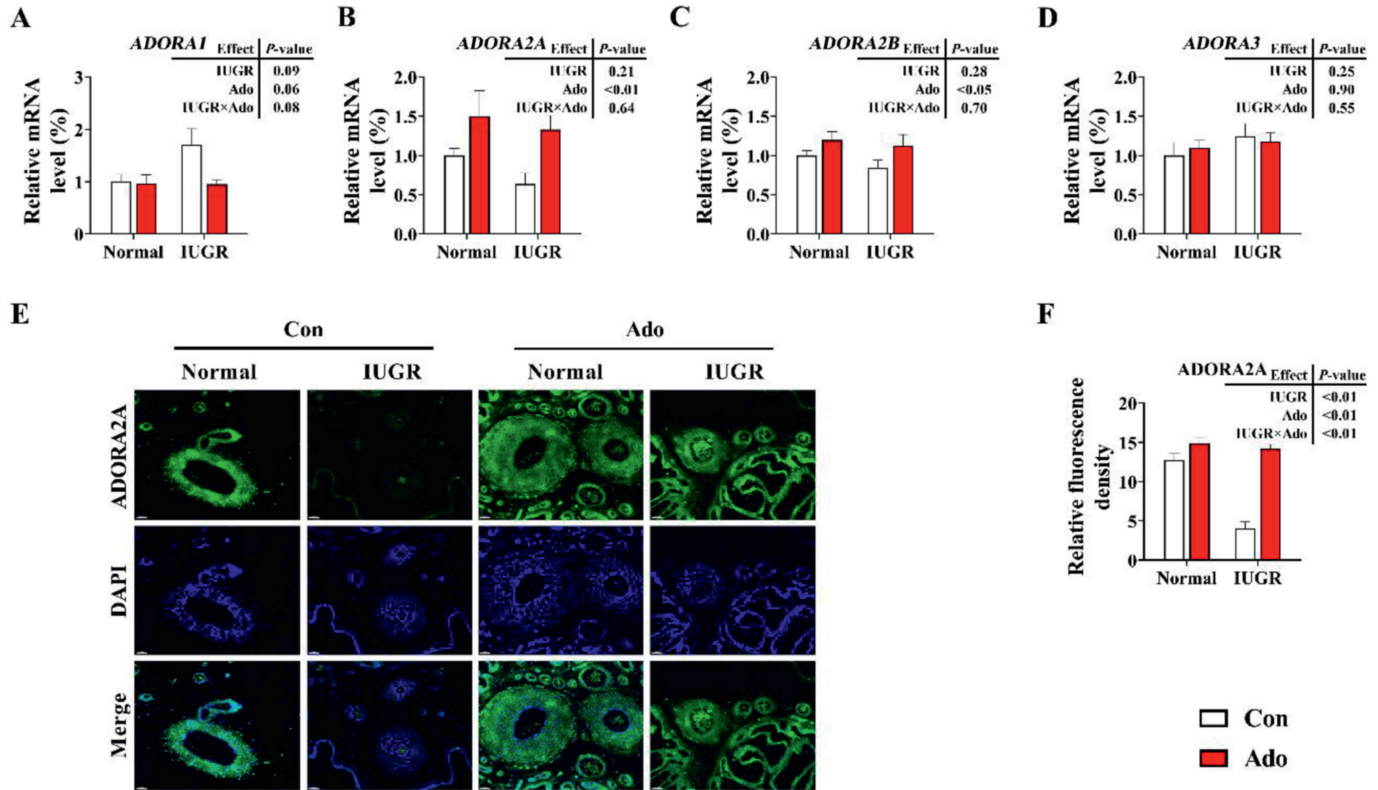 A
ADORA1 Effect P-value
IUGR 0.09
Ado 0.06
IUGR×Ado 0.08
Relative mRNA
level (%)
3
2
1
0
Normal IUGR
B
ADORA2A Effect P-value
IUGR 0.21
Ado <0.01
IUGR×Ado 0.64
Relative mRNA
level (%)
2.0
1.5
1.0
0.5
0.0
Normal IUGR
C
ADORA2B Effect P-value
IUGR 0.28
Ado <0.05
IUGR×Ado 0.70
Relative mRNA
level (%)
2.0
1.5
1.0
0.5
0.0
Normal IUGR
D
ADORA3 Effect P-value
IUGR 0.25
Ado 0.90
IUGR×Ado 0.55
Relative mRNA
level (%)
2.0
1.5
1.0
0.5
0.0
Normal IUGR
E
Con Ado
Normal IUGR Normal IUGR
ADORA2A
DAPI
Merge
F
ADORA2A Effect P-value
IUGR <0.01
Ado <0.01
IUGR×Ado <0.01
Relative fluorescence
density
20
15
10
5
0
Normal IUGR
Con
Ado